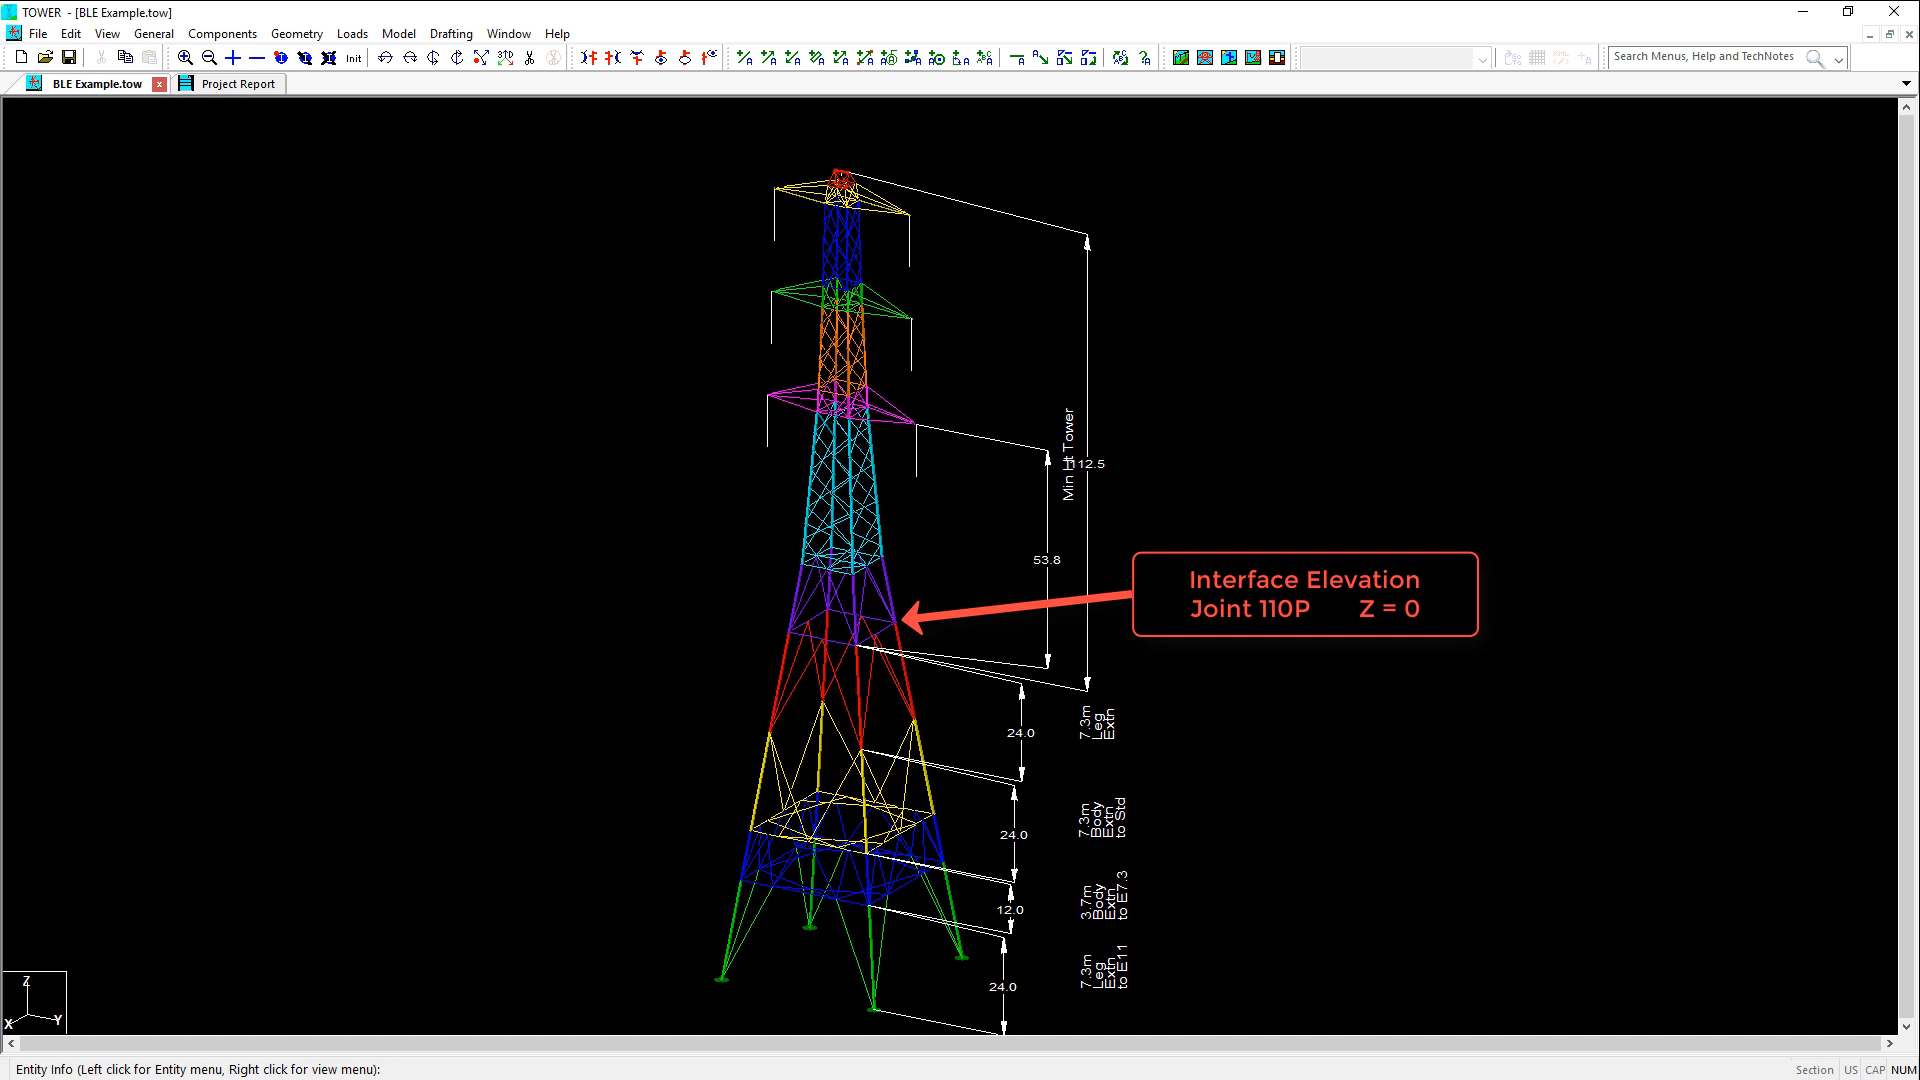 TOWER - [BLE Example.tow]
File Edit View General Components Geometry Loads Model Drafting Window Help
Init
Search Menus, Help and TechNotes
BLE Example.tow
Project Report
Min Ht Tower
112.5
53.8
Interface Elevation
Joint 110P Z = 0
24.0
7.3m
Leg
Extn
24.0
7.3m
Body
Extn
to Std
12.0
3.7m
Body
Extn
to E7.3
24.0
7.3m
Leg
Extn
to E11
Z
X
Y
Entity Info (Left click for Entity menu, Right click for view menu):
Section US CAP NUM